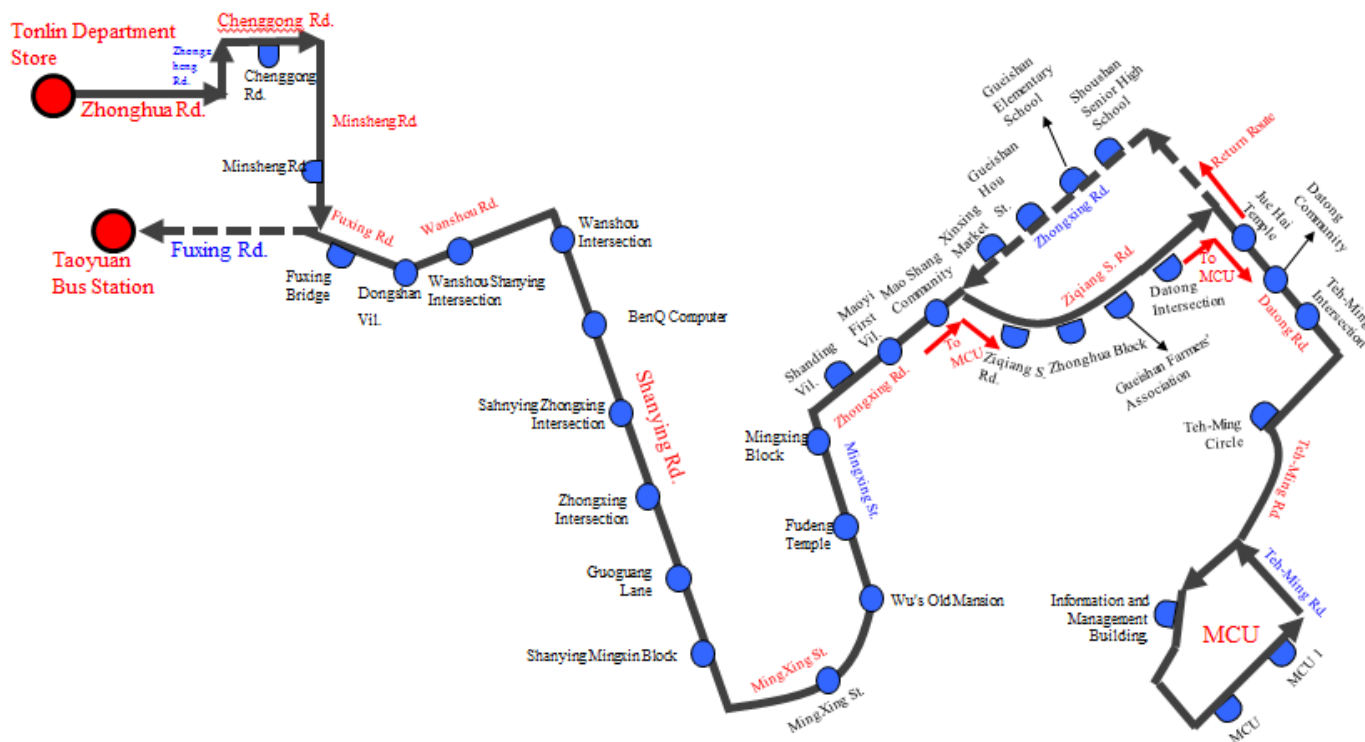 Tonlin Department
Store
Zhonghua Rd.
Zhongz
heng
Rd.
Chenggong Rd.
Chenggong
Rd.
Minsheng Rd
Minsheng Rd.
Taoyuan
Bus Station
Fuxing Rd.
Fuxing Rd.
Fuxing
Bridge
Dongshan
Vil.
Wanshou Rd.
Wanshou Shanying
Intersection
Wanshou
Intersection
BenQ Computer
Sahnying Zhongxing
Intersection
Shanying Rd.
Zhongxing
Intersection
Guoguang
Lane
Shanying Mingxin Block
MingXing St.
MingXing St.
Wu's Old Mansion
Fudeng
Temple
Mingxing St.
Mingxing
Block
Shanding
Vil.
Maoyi
First
Vil.
Mao Shang
Community
Zhongxing Rd.
To
MCU
Xinxing
Market
Gueishan
Hou
St.
Gueishan
Elementary
School
Shoushan
Senior High
School
Zhongxing Rd.
Ziqiang S. Rd.
Ziqiang S.
Rd.
Zhonghua Block
Gueishan Farmers'
Association
Datong
Intersection
To
MCU
Return Route
Jue Hai
Temple
Datong
Community
Teh-Ming
Intersection
Datong Rd.
Teh-Ming
Circle
Teh-Ming Rd.
Teh-Ming Rd.
Information and
Management
Building.
MCU
MCU 1
MCU